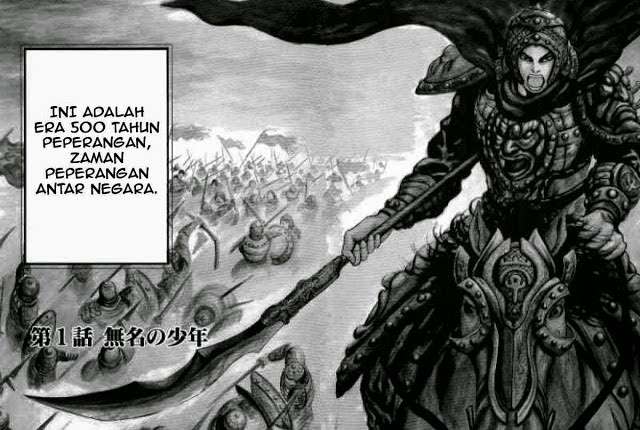 INI ADALAH
ERA 500 TAHUN
PEPERANGAN,
ZAMAN
PEPERANGAN
ANTAR NEGARA.
第1話 無名の少年